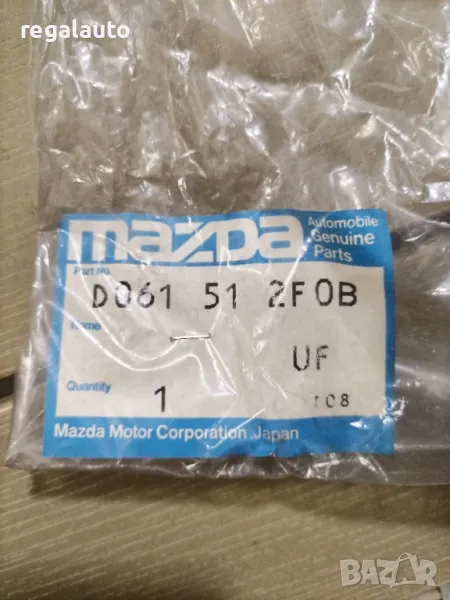 regalauto
mazda
Automobile
Genuine
Parts
Part No.
D061 51 2F0B
Name
UF
Quantity
1
108
Mazda Motor Corporation Japan
bazar